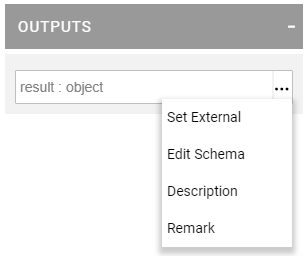 OUTPUTS -
result : object ...
Set External
Edit Schema
Description
Remark